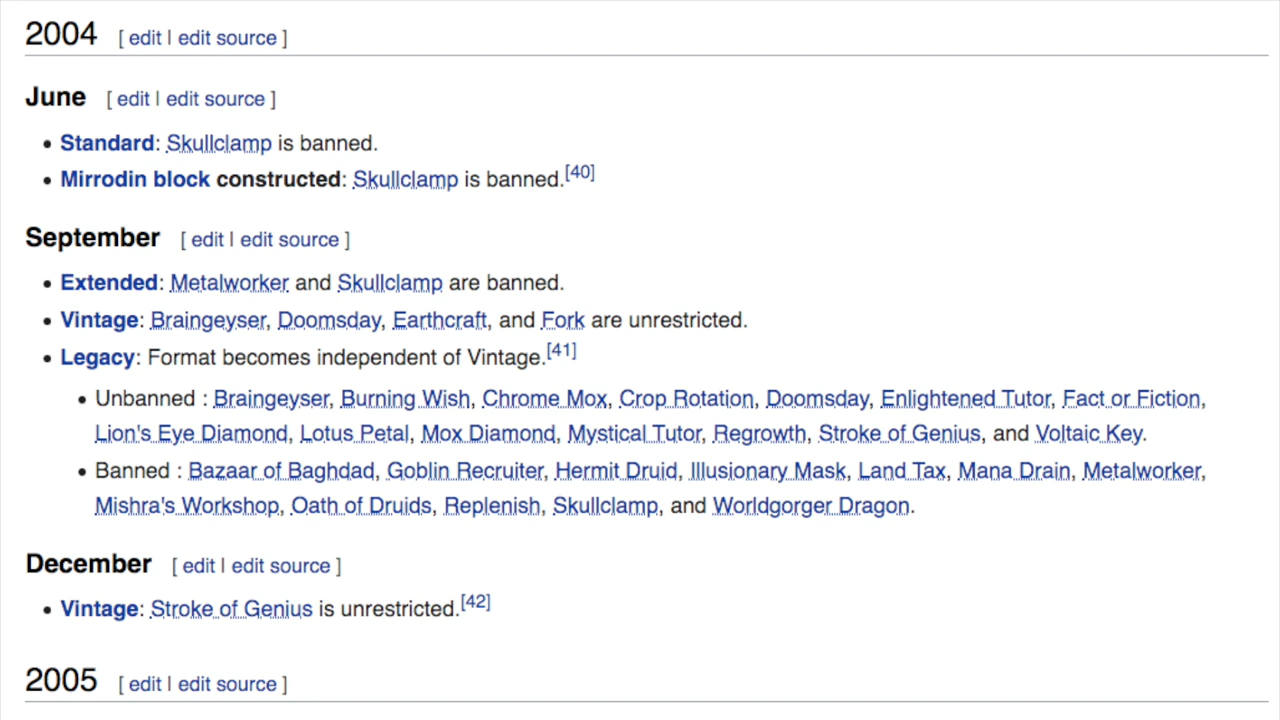 2004 [ edit | edit source ]
June [ edit | edit source ]
• Standard: Skullclamp is banned.
• Mirrodin block constructed: Skullclamp is banned.[40]
September [ edit | edit source ]
• Extended: Metalworker and Skullclamp are banned.
• Vintage: Braingeyser, Doomsday, Earthcraft, and Fork are unrestricted.
• Legacy: Format becomes independent of Vintage.[41]
• Unbanned : Braingeyser, Burning Wish, Chrome Mox, Crop Rotation, Doomsday, Enlightened Tutor, Fact or Fiction,
Lion's Eye Diamond, Lotus Petal, Mox Diamond, Mystical Tutor, Regrowth, Stroke of Genius, and Voltaic Key.
• Banned : Bazaar of Baghdad, Goblin Recruiter, Hermit Druid, Illusionary Mask, Land Tax, Mana Drain, Metalworker,
Mishra's Workshop, Oath of Druids, Replenish, Skullclamp, and Worldgorger Dragon.
December [ edit | edit source ]
• Vintage: Stroke of Genius is unrestricted.[42]
2005 [ edit | edit source ]